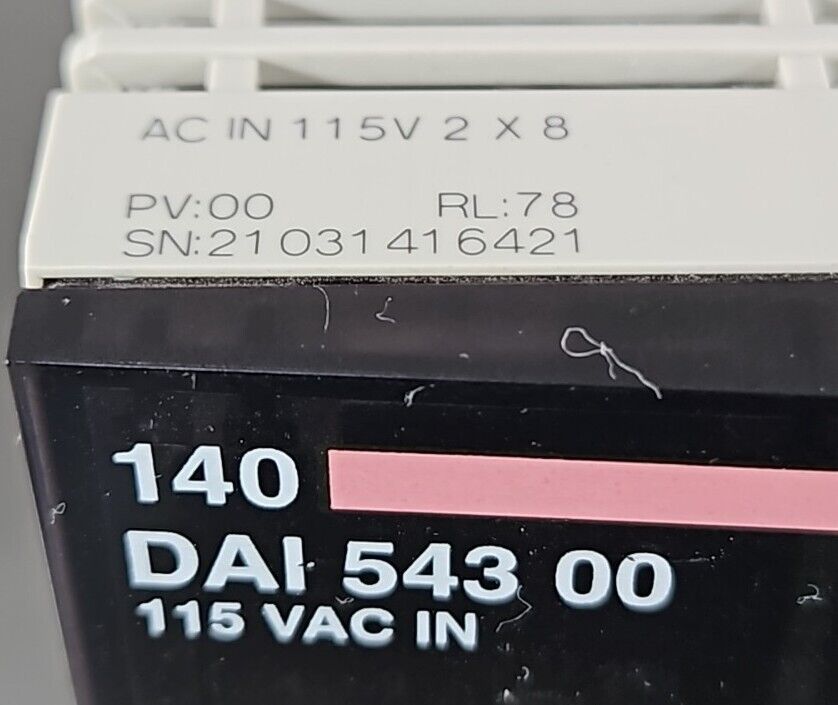 AC IN 115V 2 X 8
PV:00 RL:78
SN:21031416421
140
DAI 543 00
115 VAC IN